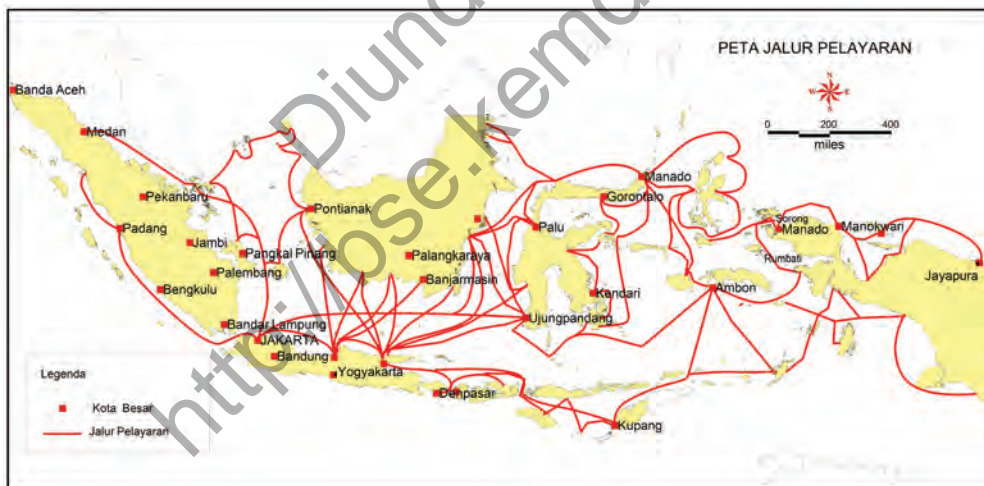 PETA JALUR PELAYARAN
N
W E
S
0 200 400
miles
Banda Aceh
Medan
Pekanbaru
Padang
Jambi
Pangkal Pinang
Palembang
Bengkulu
Bandar Lampung
JAKARTA
Bandung
Yogyakarta
Denpasar
Pontianak
Palangkaraya
Banjarmasin
Manado
Gorontalo
Palu
Kendari
Ujungpandang
Kupang
Ambon
Sorong
Manado
Rumbati
Manokwari
Jayapura
Legenda
Kota Besar
Jalur Pelayaran
http://bse.kemd
Diund